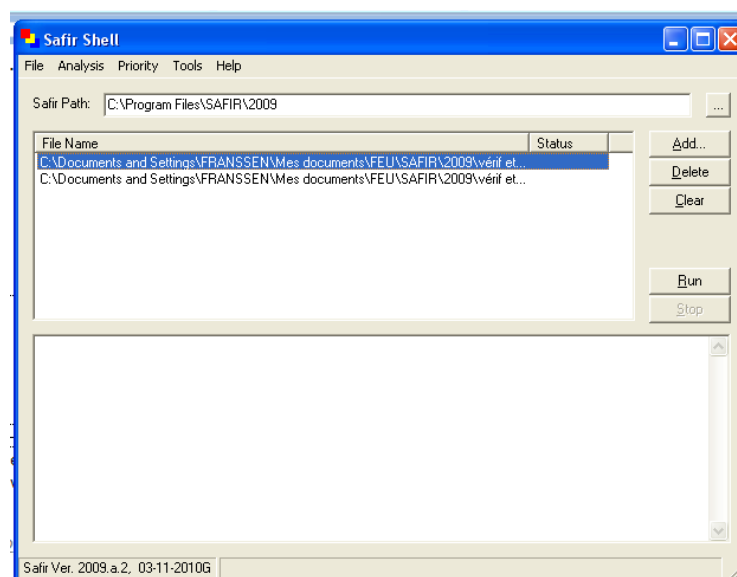 Safir Shell
File Analysis Priority Tools Help
Safir Path: C:\Program Files\SAFIR\2009 ...
File Name Status
C:\Documents and Settings\FRANSSEN\Mes documents\FEU\SAFIR\2009\vérif et...
C:\Documents and Settings\FRANSSEN\Mes documents\FEU\SAFIR\2009\vérif et...
Add...
Delete
Clear
Run
Stop
Safir Ver. 2009.a.2, 03-11-2010G